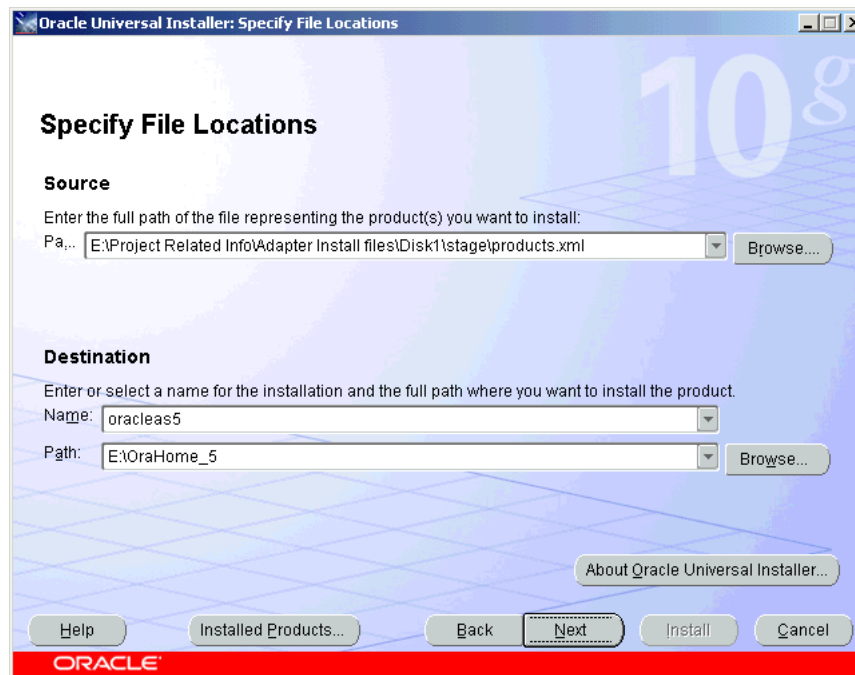 Oracle Universal Installer: Specify File Locations
10g
Specify File Locations
Source
Enter the full path of the file representing the product(s) you want to install:
Pa... E:\Project Related Info\Adapter Install files\Disk1\stage\products.xml Browse....
Destination
Enter or select a name for the installation and the full path where you want to install the product.
Name: oracleas5
Path: E:\OraHome_5 Browse...
About Oracle Universal Installer...
Help Installed Products... Back Next Install Cancel
ORACLE